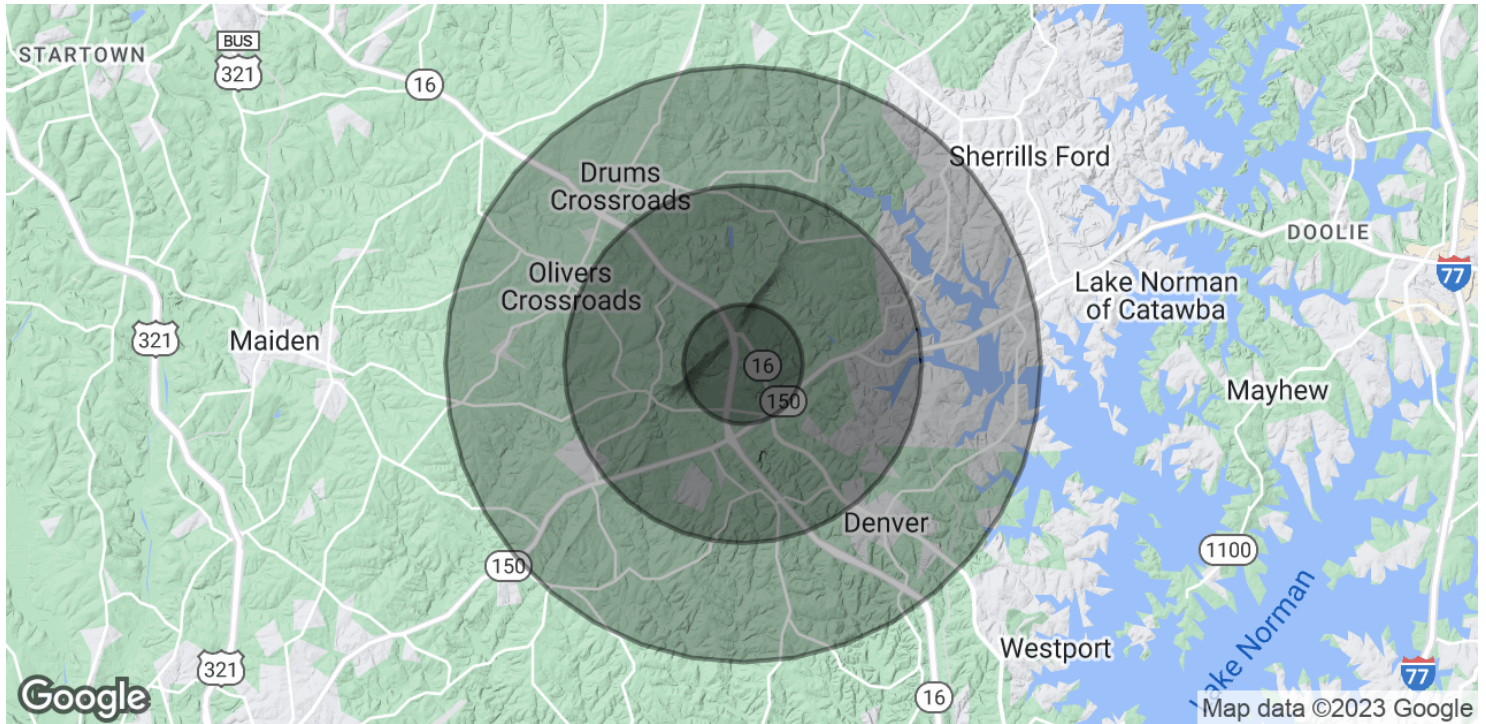 STARTOWN
BUS
321
16
Sherrills Ford
Drums
Crossroads
DOOLIE
77
Olivers
Crossroads
Lake Norman
of Catawba
321
Maiden
16
150
Mayhew
Denver
1100
150
Westport
Lake Norman
321
16
77
Google
Map data ©2023 Google